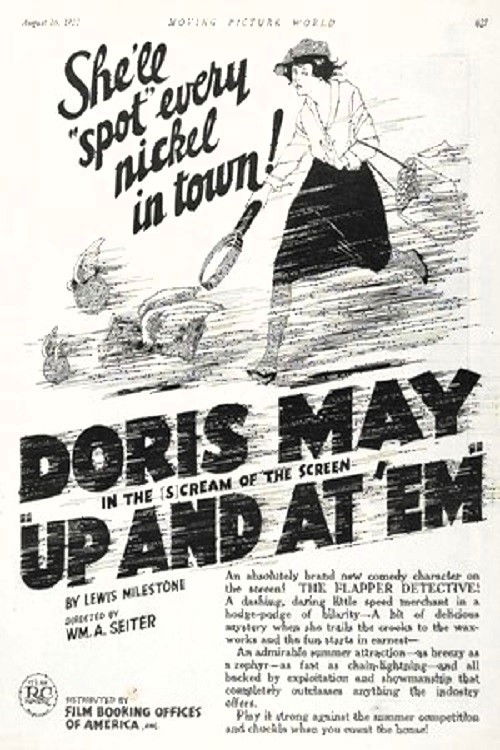 MOVING PICTURE WORLD
She'll
"spot" every
nickel
in town!
DORIS MAY
IN THE [S]CREAM OF THE SCREEN
"UP AND AT 'EM"
BY LEWIS MILESTONE
DIRECTED BY
WM. A. SEITER
An absolutely brand new comedy character on
the screen! THE FLAPPER DETECTIVE!
A dashing, daring little speed merchant in a
hodge-podge of hilarity—A bit of delicious
mystery when she trails the crooks to the wax-
works and the fun starts in earnest—
An admirable summer attraction—as breezy as
a zephyr—as fast as chain-lightning—and all
backed by exploitation and showmanship that
completely outclasses anything the industry
offers.
Play it strong against the summer competition
and chuckle when you count the house!
DISTRIBUTED BY
FILM BOOKING OFFICES
OF AMERICA, INC.